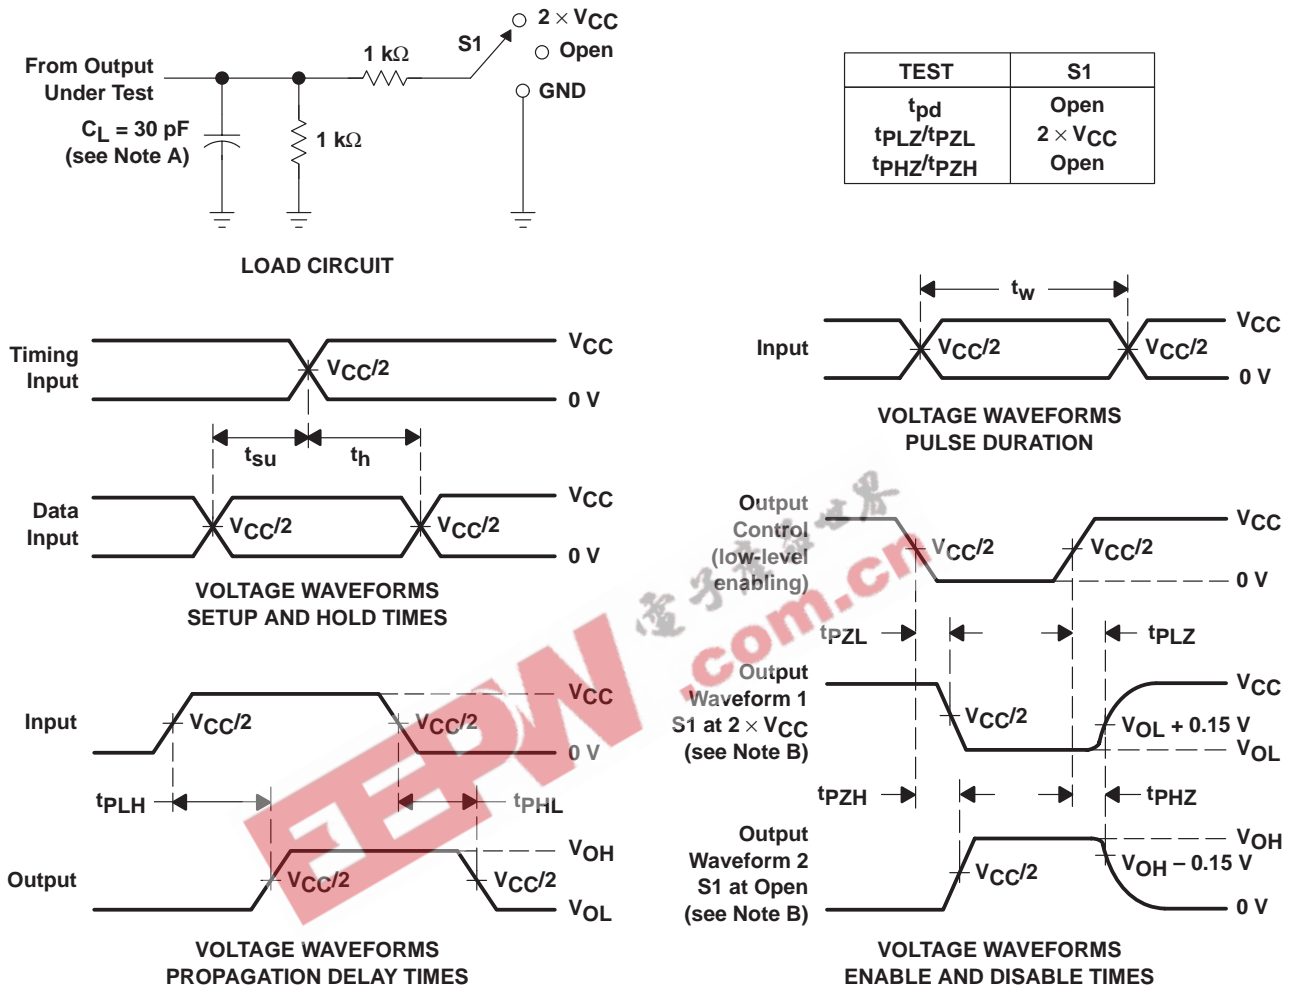 2 × VCC
S1
Open
1 kΩ
From Output
Under Test
GND
CL = 30 pF
(see Note A)
1 kΩ
LOAD CIRCUIT
TEST S1
tpd Open
tPLZ/tPZL 2 × VCC
tPHZ/tPZH Open
Timing
Input
VCC
VCC/2
0 V
tsu
th
Data
Input
VCC
VCC/2
VCC/2
0 V
VOLTAGE WAVEFORMS
SETUP AND HOLD TIMES
tw
Input
VCC
VCC/2
VCC/2
0 V
VOLTAGE WAVEFORMS
PULSE DURATION
Input
VCC
VCC/2
VCC/2
0 V
tPLH
tPHL
Output
VOH
VCC/2
VCC/2
VOL
VOLTAGE WAVEFORMS
PROPAGATION DELAY TIMES
Output
Control
(low-level
enabling)
VCC
VCC/2
VCC/2
0 V
tPZL
tPLZ
Output
Waveform 1
S1 at 2 × VCC
(see Note B)
VCC
VCC/2
VOL + 0.15 V
VOL
tPZH
tPHZ
Output
Waveform 2
S1 at Open
(see Note B)
VOH
VCC/2
VOH – 0.15 V
0 V
VOLTAGE WAVEFORMS
ENABLE AND DISABLE TIMES
EEPW
.com.cn
電子產品世界